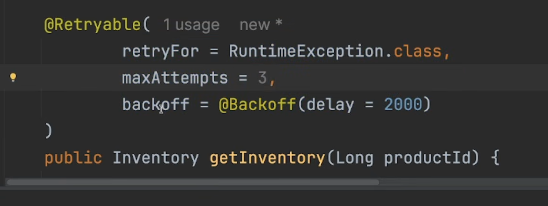 @Retryable( 1 usage new *
retryFor = RuntimeException.class,
maxAttempts = 3,
backoff = @Backoff(delay = 2000)
)
public Inventory getInventory(Long productId) {